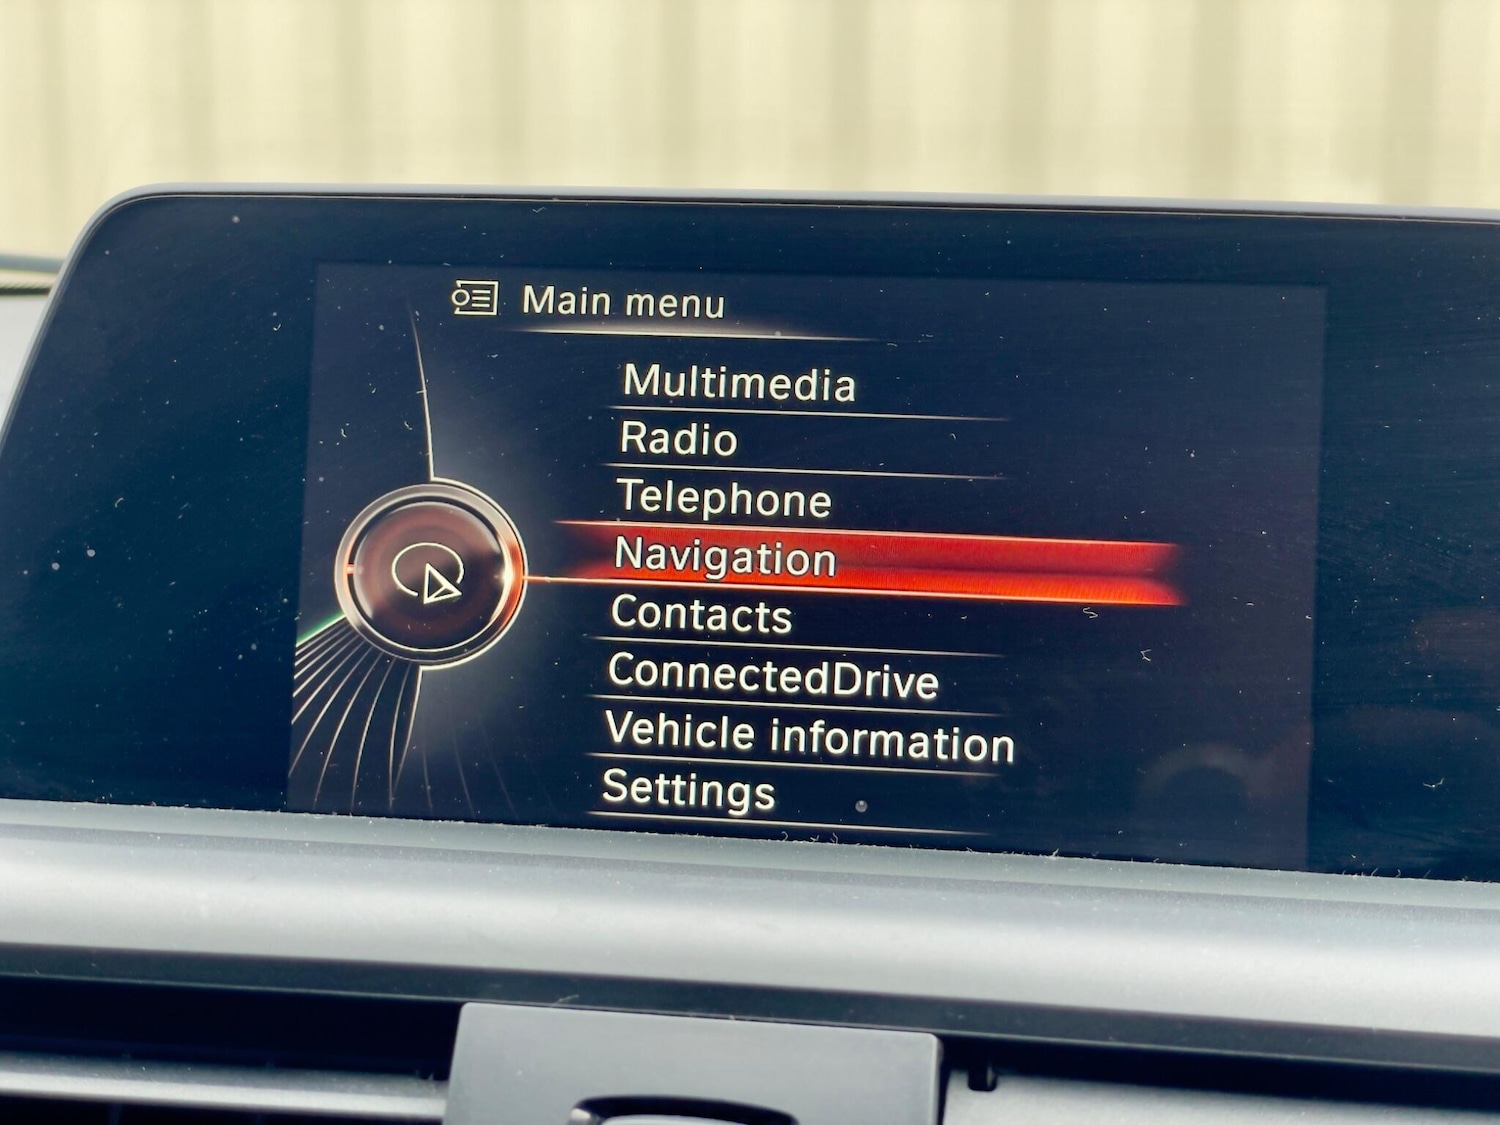 Main menu
Multimedia
Radio
Telephone
Navigation
Contacts
ConnectedDrive
Vehicle information
Settings